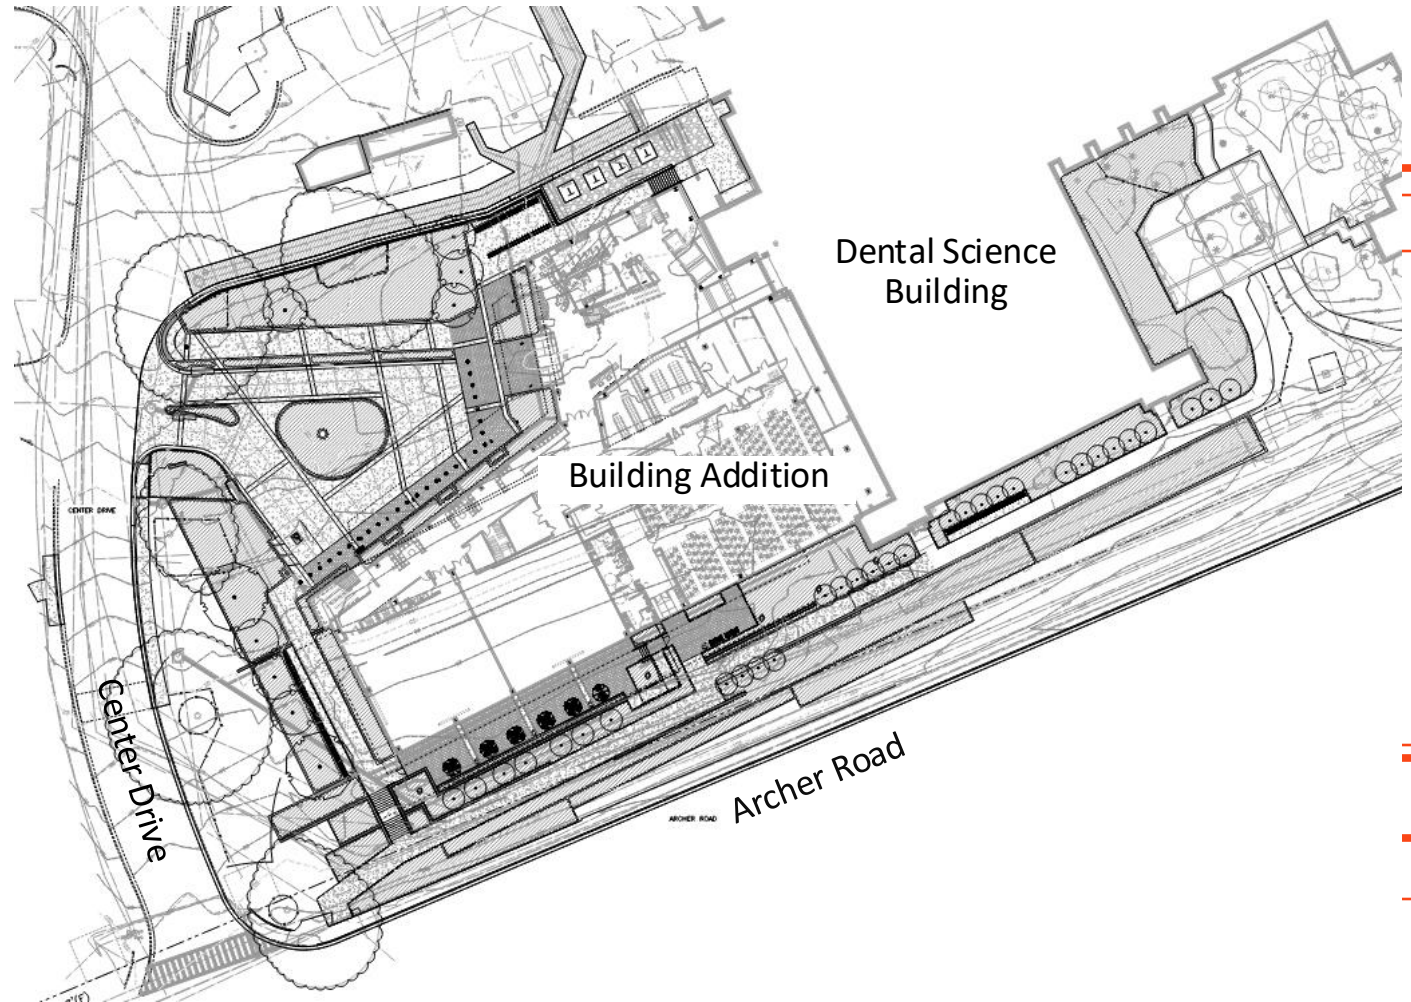 Dental Science
Building
Building Addition
CENTER DRIVE
Center Drive
Archer Road
ARCHER ROAD